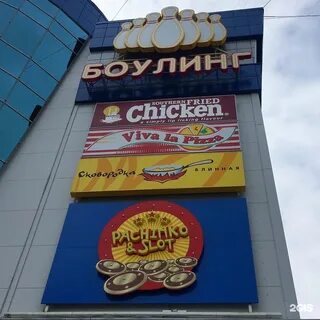 БОУЛИНГ
SOUTHERN FRIED
Chicken
a simply lip licking flavour
Viva la Pizza
Сковородка
БЛИННАЯ
PACHINKO
& SLOT
2GIS